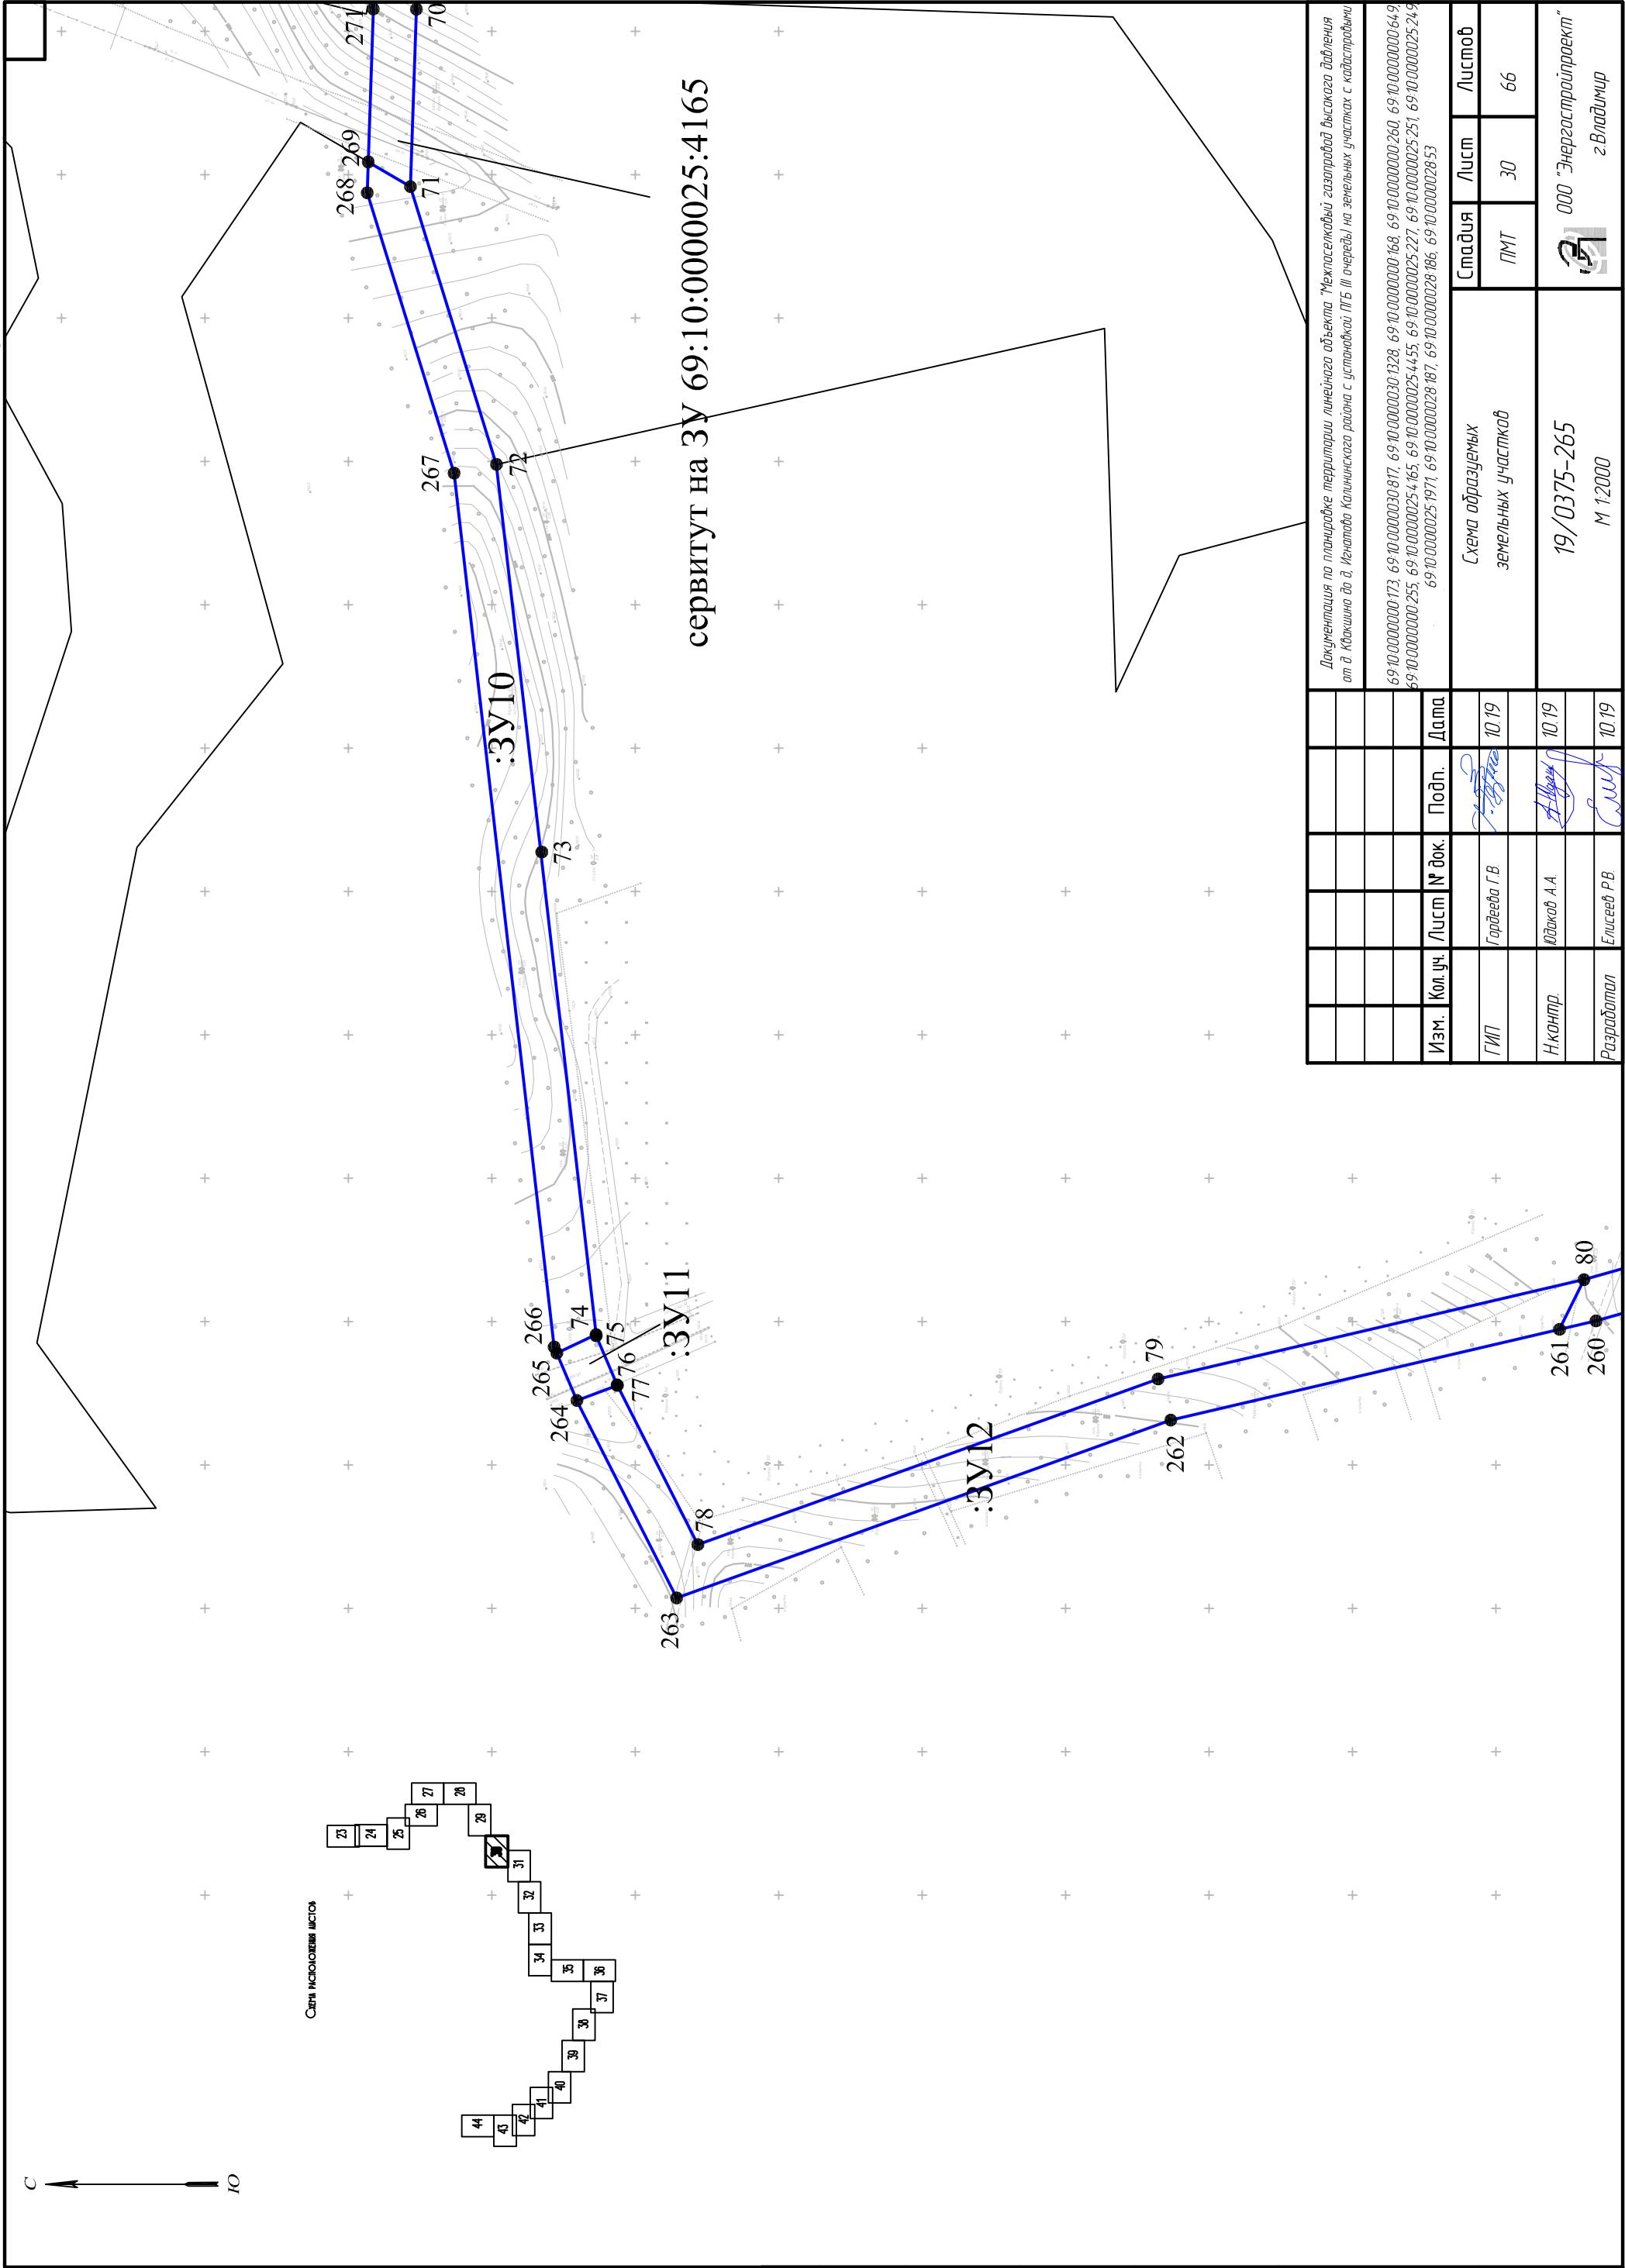 С
Ю
Схема расположения листов
23
24
25
26
27
28
29
30
31
32
33
34
35
36
37
38
39
40
41
42
43
44
271
70
269
268
71
267
72
сервитут на ЗУ 69:10:0000025:4165
:ЗУ10
73
266
265
74
75
264
76
77
:ЗУ11
263
78
:ЗУ12
79
262
261
80
260
Документация по планировке территории линейного объекта "Межпоселковый газопровод высокого давления
от д. Квакшино до д. Игнатово Калининского района с установкой ПГБ (II очередь) на земельных участках с кадастровыми
Изм. Кол.уч. Лист № док. Подп. Дата
ГИП Гордеева Г.В. 10.19
Н.контр. Юдаков А.А. 10.19
Разработал Елисеев Р.В. 10.19
Схема образуемых
земельных участков
Стадия Лист Листов
ПМТ 30 66
19/0375-265
М 1:2000
ООО "Энергостройпроект"
г.Владимир